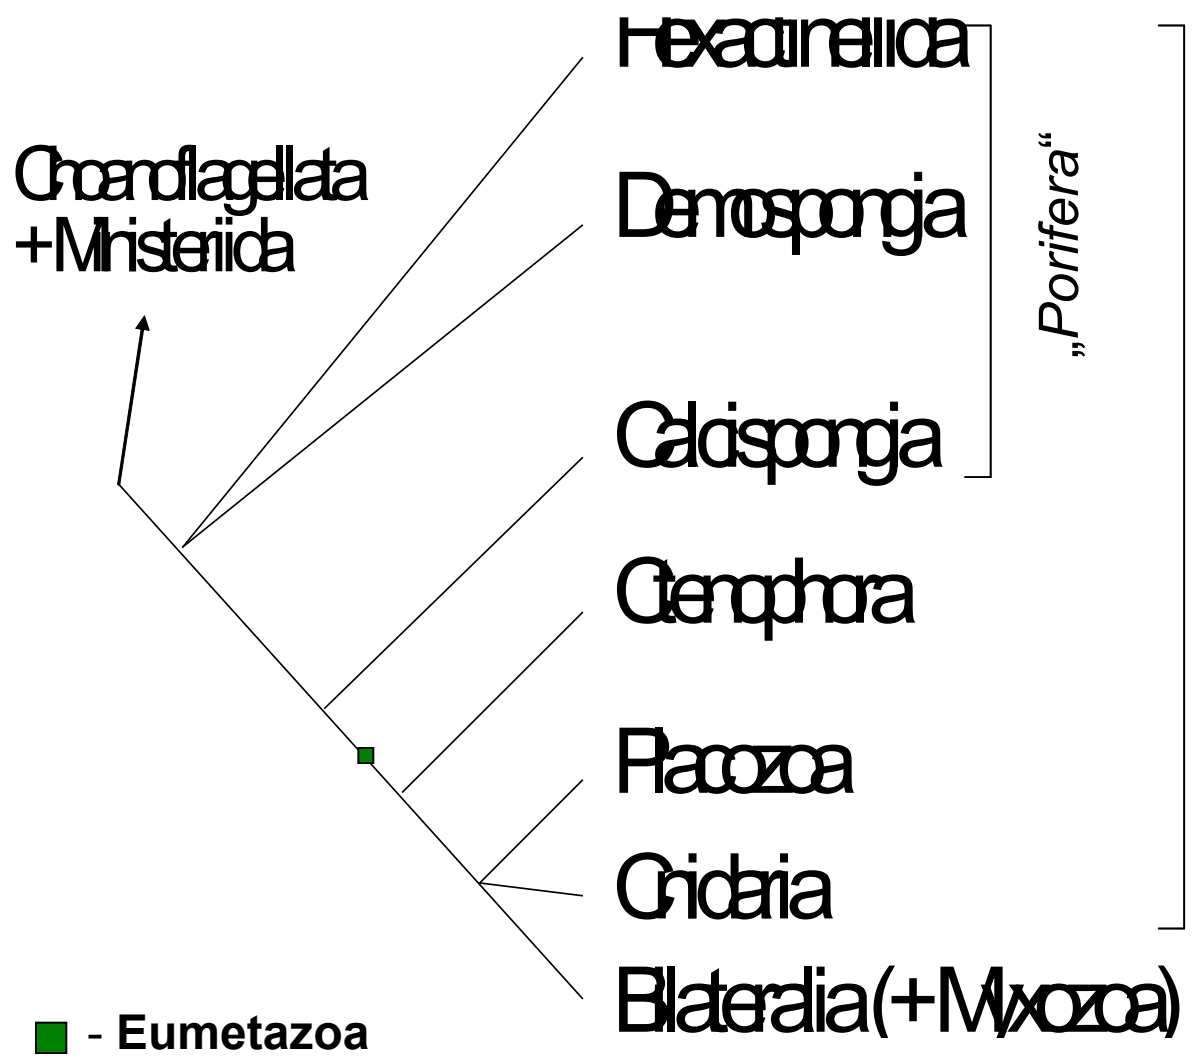 Hexactinellida
Choanoflagellata
+ Ministeriida
Demospongia
„Porifera“
Calcispongia
Ctenophora
Placozoa
Cnidaria
Bilateralia (+ Myxozoa)
- Eumetazoa